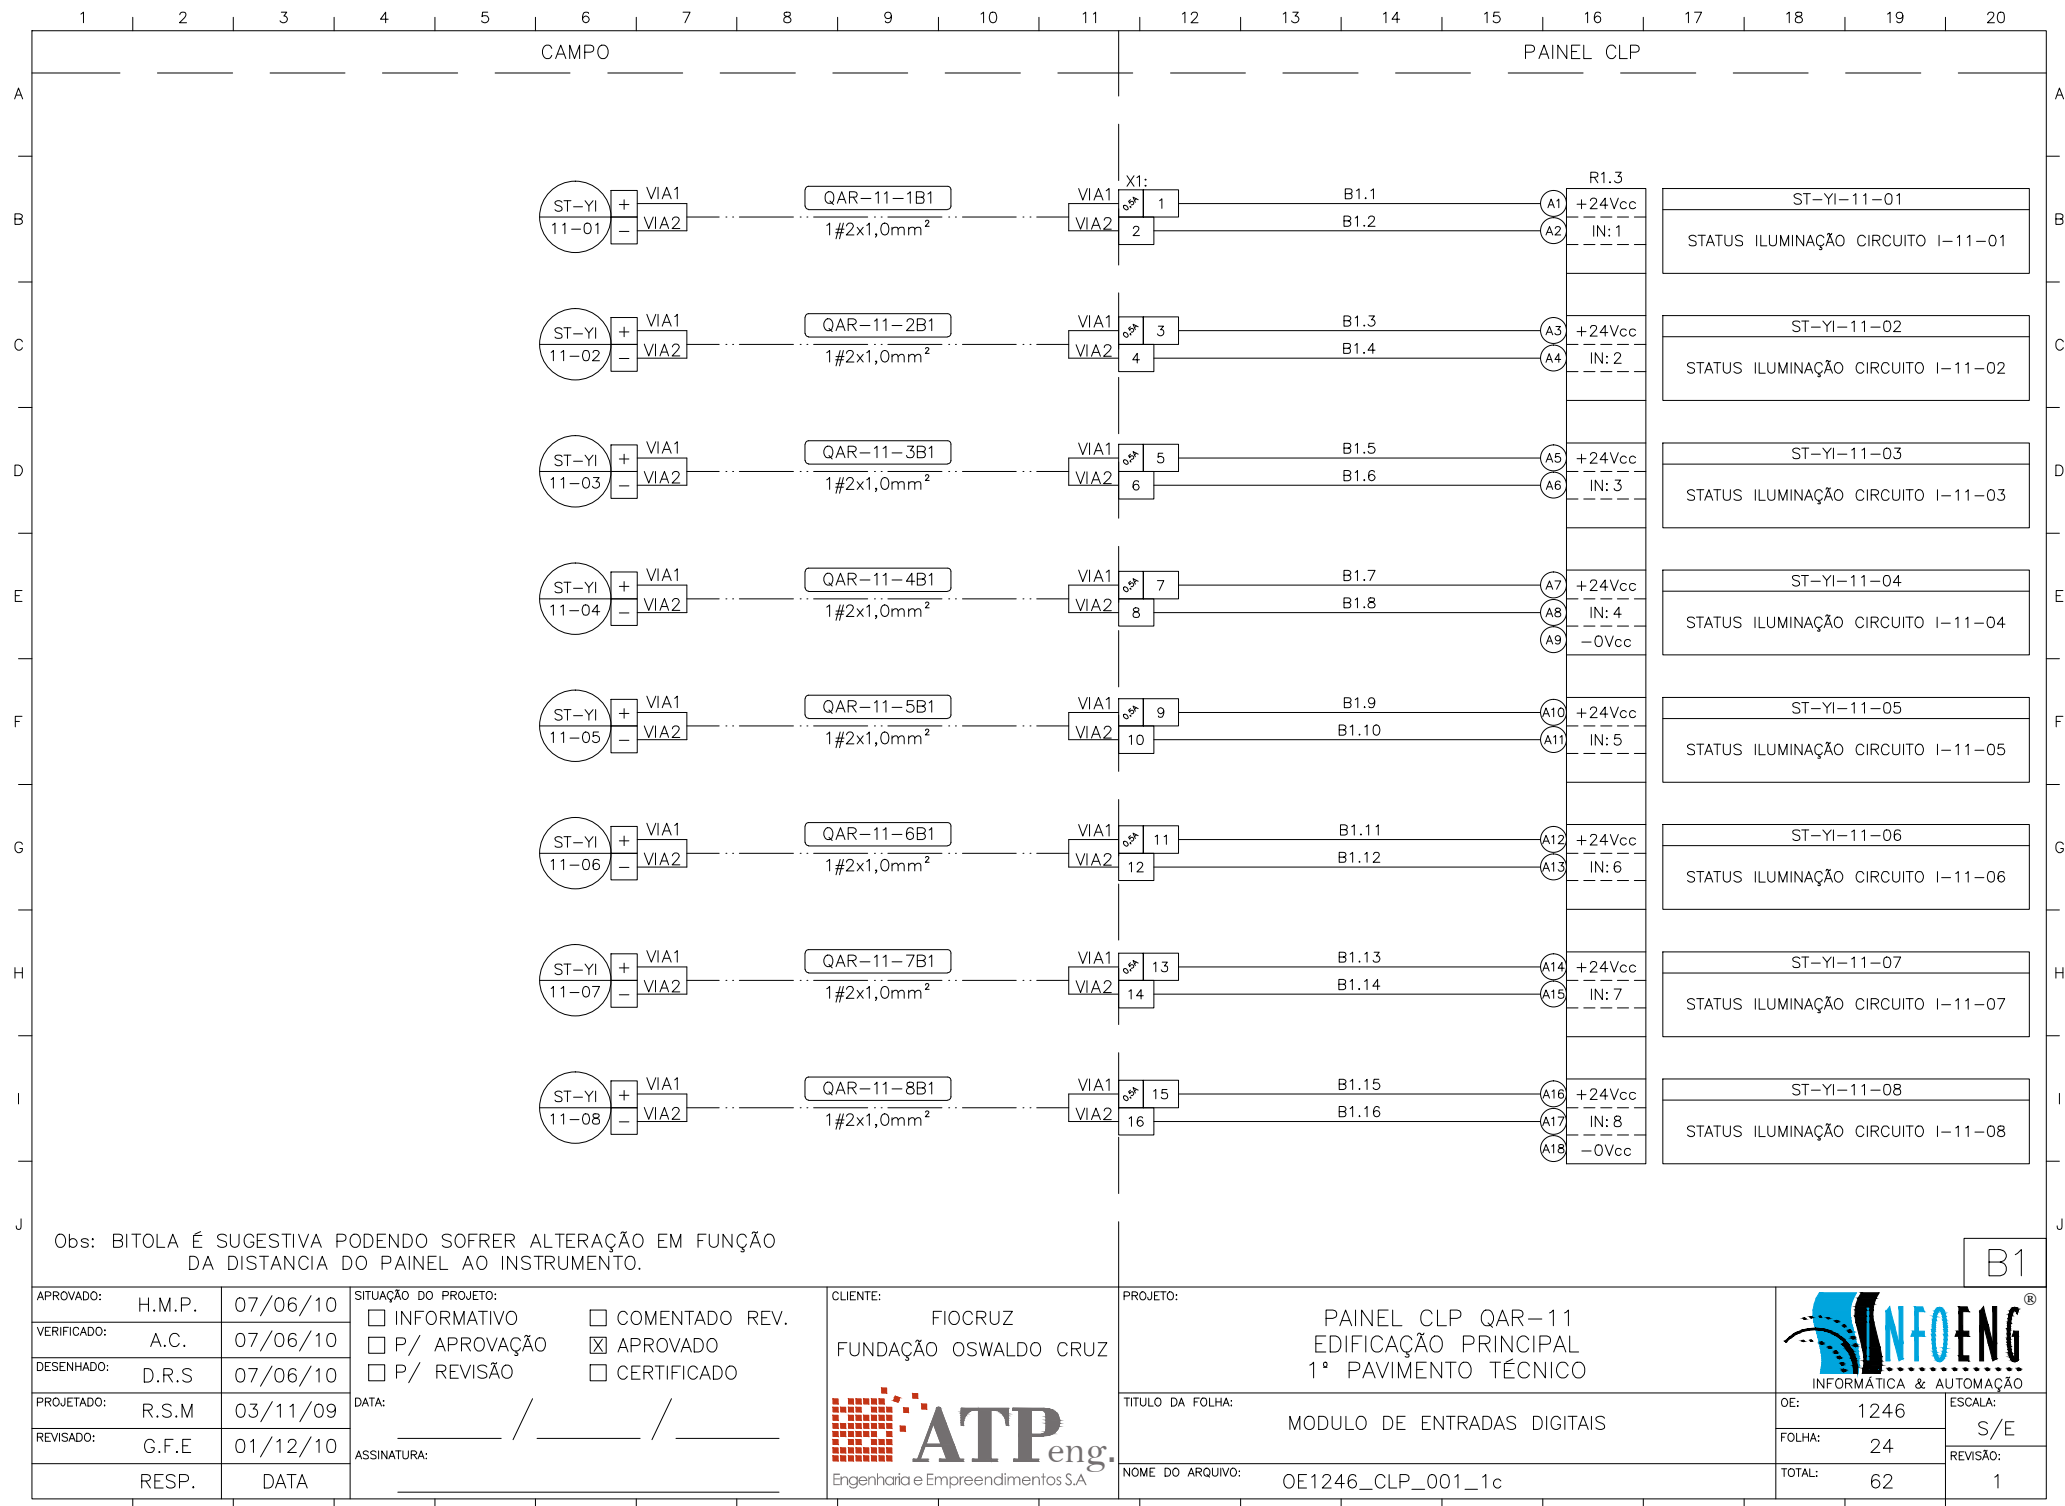 1 2 3 4 5 6 7 8 9 10 11 12 13 14 15 16 17 18 19 20
CAMPO PAINEL CLP
A A
X1: R1.3
B ST-YI 11-01 + - VIA1 VIA2 QAR-11-1B1 1#2x1,0mm² VIA1 VIA2 0,5A 1 2 B1.1 B1.2 A1 A2 +24Vcc IN:1 ST-YI-11-01 B
STATUS ILUMINAÇÃO CIRCUITO I-11-01
C ST-YI 11-02 + - VIA1 VIA2 QAR-11-2B1 1#2x1,0mm² VIA1 VIA2 0,5A 3 4 B1.3 B1.4 A3 A4 +24Vcc IN:2 ST-YI-11-02 C
STATUS ILUMINAÇÃO CIRCUITO I-11-02
D ST-YI 11-03 + - VIA1 VIA2 QAR-11-3B1 1#2x1,0mm² VIA1 VIA2 0,5A 5 6 B1.5 B1.6 A5 A6 +24Vcc IN:3 ST-YI-11-03 D
STATUS ILUMINAÇÃO CIRCUITO I-11-03
E ST-YI 11-04 + - VIA1 VIA2 QAR-11-4B1 1#2x1,0mm² VIA1 VIA2 0,5A 7 8 B1.7 B1.8 A7 A8 A9 +24Vcc IN:4 -0Vcc ST-YI-11-04 E
STATUS ILUMINAÇÃO CIRCUITO I-11-04
F ST-YI 11-05 + - VIA1 VIA2 QAR-11-5B1 1#2x1,0mm² VIA1 VIA2 0,5A 9 10 B1.9 B1.10 A10 A11 +24Vcc IN:5 ST-YI-11-05 F
STATUS ILUMINAÇÃO CIRCUITO I-11-05
G ST-YI 11-06 + - VIA1 VIA2 QAR-11-6B1 1#2x1,0mm² VIA1 VIA2 0,5A 11 12 B1.11 B1.12 A12 A13 +24Vcc IN:6 ST-YI-11-06 G
STATUS ILUMINAÇÃO CIRCUITO I-11-06
H ST-YI 11-07 + - VIA1 VIA2 QAR-11-7B1 1#2x1,0mm² VIA1 VIA2 0,5A 13 14 B1.13 B1.14 A14 A15 +24Vcc IN:7 ST-YI-11-07 H
STATUS ILUMINAÇÃO CIRCUITO I-11-07
I ST-YI 11-08 + - VIA1 VIA2 QAR-11-8B1 1#2x1,0mm² VIA1 VIA2 0,5A 15 16 B1.15 B1.16 A16 A17 A18 +24Vcc IN:8 -0Vcc ST-YI-11-08 I
STATUS ILUMINAÇÃO CIRCUITO I-11-08
J J
Obs: BITOLA É SUGESTIVA PODENDO SOFRER ALTERAÇÃO EM FUNÇÃO
DA DISTANCIA DO PAINEL AO INSTRUMENTO.
B1
APROVADO: H.M.P. 07/06/10
VERIFICADO: A.C. 07/06/10
DESENHADO: D.R.S 07/06/10
PROJETADO: R.S.M 03/11/09
REVISADO: G.F.E 01/12/10
RESP. DATA
SITUAÇÃO DO PROJETO:
INFORMATIVO COMENTADO REV.
P/ APROVAÇÃO X APROVADO
P/ REVISÃO CERTIFICADO
DATA: / /
ASSINATURA:
CLIENTE:
FIOCRUZ
FUNDAÇÃO OSWALDO CRUZ
ATPeng.
Engenharia e Empreendimentos S.A
PROJETO:
PAINEL CLP QAR-11
EDIFICAÇÃO PRINCIPAL
1º PAVIMENTO TÉCNICO
TITULO DA FOLHA:
MODULO DE ENTRADAS DIGITAIS
NOME DO ARQUIVO: OE1246_CLP_001_1c
INFOENG ®
INFORMÁTICA & AUTOMAÇÃO
OE: 1246
FOLHA: 24
TOTAL: 62
ESCALA:
S/E
REVISÃO:
1